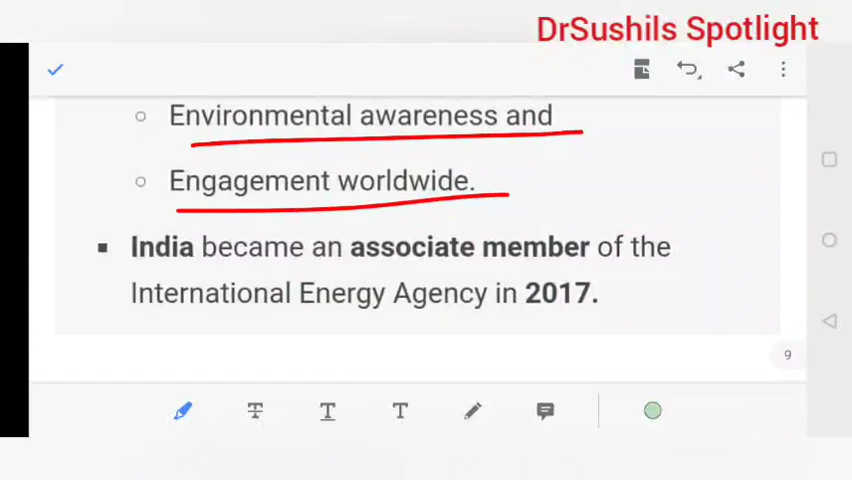 DrSushils Spotlight
Environmental awareness and
Engagement worldwide.
India became an associate member of the
International Energy Agency in 2017.
9